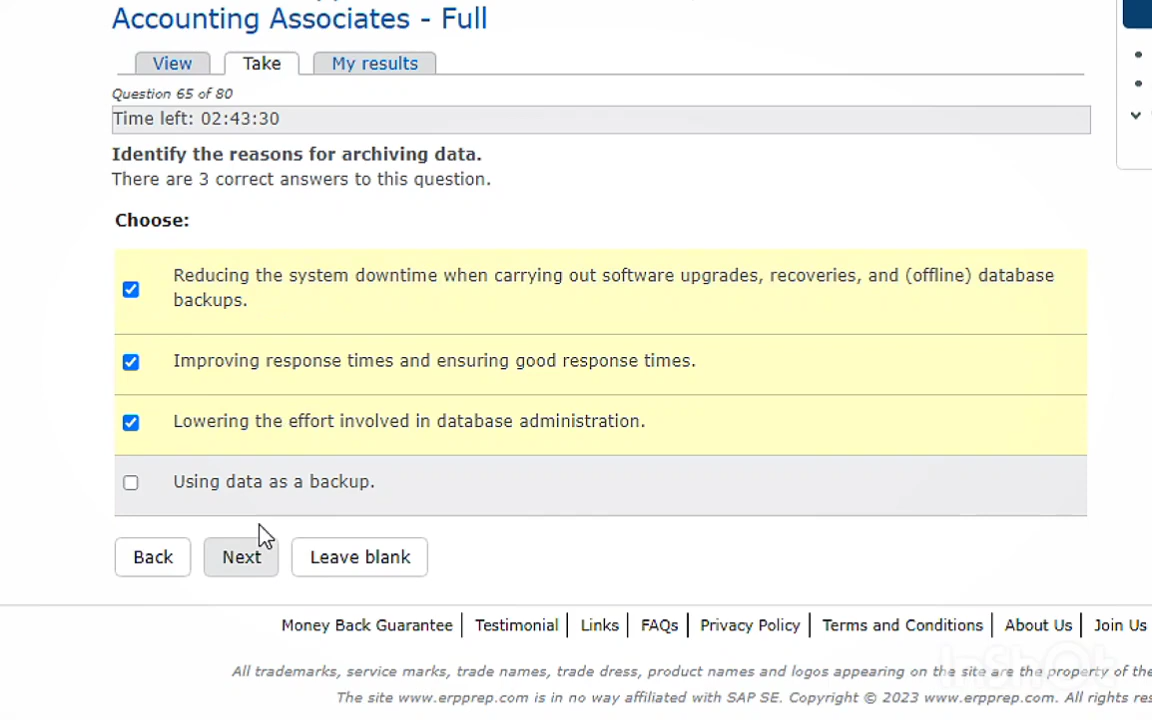 Accounting Associates - Full
View Take My results
Question 65 of 80
Time left: 02:43:30
Identify the reasons for archiving data.
There are 3 correct answers to this question.
Choose:
Reducing the system downtime when carrying out software upgrades, recoveries, and (offline) database
backups.
Improving response times and ensuring good response times.
Lowering the effort involved in database administration.
Using data as a backup.
Back Next Leave blank
Money Back Guarantee | Testimonial | Links | FAQs | Privacy Policy | Terms and Conditions | About Us | Join Us
All trademarks, service marks, trade names, trade dress, product names and logos appearing on the site are the property of the
The site www.erpprep.com is in no way affiliated with SAP SE. Copyright © 2023 www.erpprep.com. All rights res
InShOt